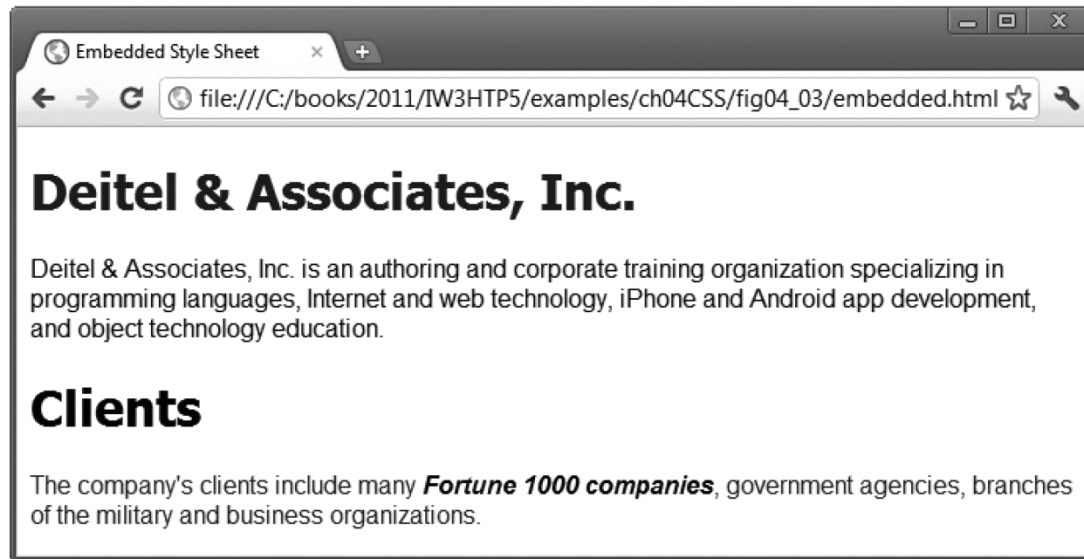 Embedded Style Sheet
file:///C:/books/2011/IW3HTP5/examples/ch04CSS/fig04_03/embedded.html
Deitel & Associates, Inc.
Deitel & Associates, Inc. is an authoring and corporate training organization specializing in
programming languages, Internet and web technology, iPhone and Android app development,
and object technology education.
Clients
The company's clients include many Fortune 1000 companies, government agencies, branches
of the military and business organizations.